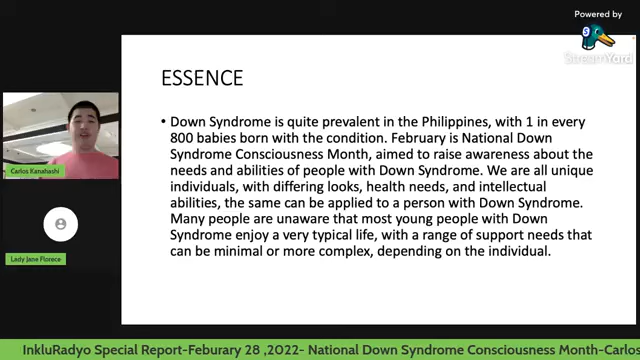 Powered by
StreamYard
ESSENCE
• Down Syndrome is quite prevalent in the Philippines, with 1 in every
800 babies born with the condition. February is National Down
Syndrome Consciousness Month, aimed to raise awareness about the
needs and abilities of people with Down Syndrome. We are all unique
individuals, with differing looks, health needs, and intellectual
abilities, the same can be applied to a person with Down Syndrome.
Many people are unaware that most young people with Down
Syndrome enjoy a very typical life, with a range of support needs that
can be minimal or more complex, depending on the individual.
Carlos Kanahashi
Lady Jane Florece
InkluRadyo Special Report-Feburary 28 ,2022- National Down Syndrome Consciousness Month-Carlos